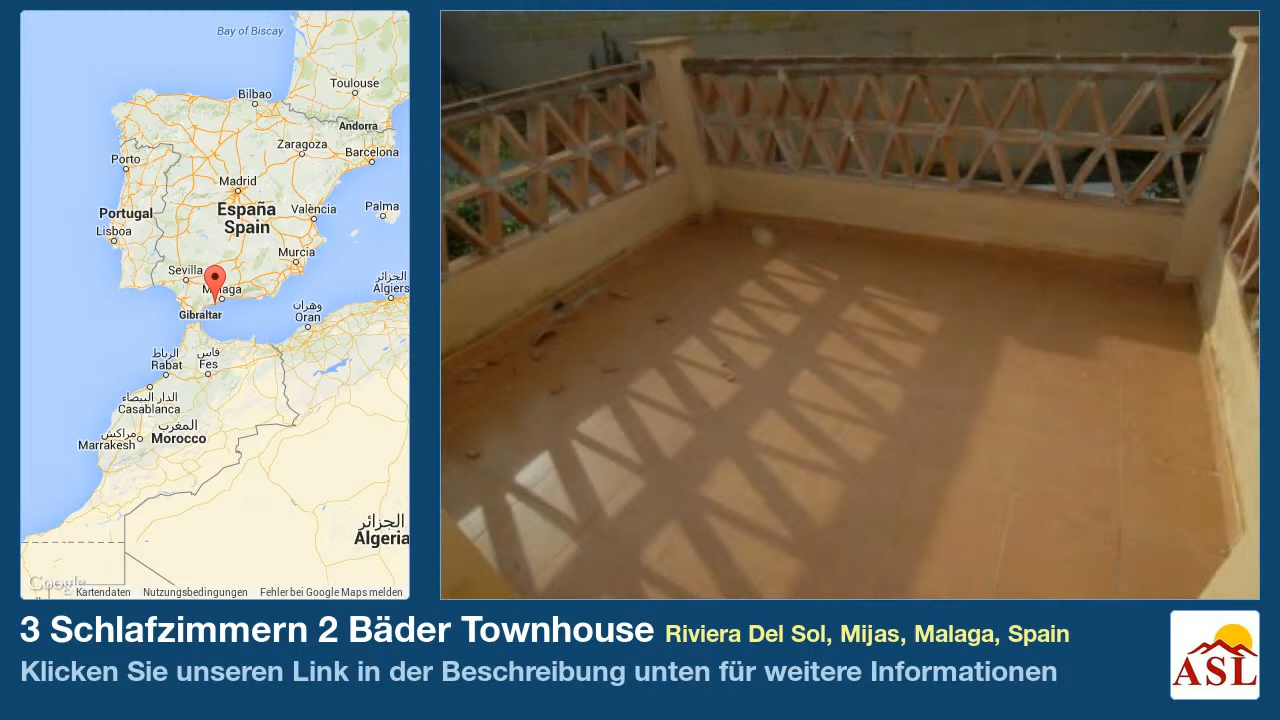 Bay of Biscay
Toulouse
Bilbao
Andorra
Zaragoza
Barcelona
Porto
Madrid
España
Spain
València
Palma
Portugal
Lisboa
Murcia
Sevilla
Malaga
الجزائر
Algiers
Gibraltar
وهران
Oran
الرباط
Rabat
فاس
Fes
الدار البيضاء
Casablanca
المغرب
Morocco
مراكش
Marrakesh
الجزائر
Algeria
Google
Kartendaten Nutzungsbedingungen Fehler bei Google Maps melden
3 Schlafzimmern 2 Bäder Townhouse Riviera Del Sol, Mijas, Malaga, Spain
Klicken Sie unseren Link in der Beschreibung unten für weitere Informationen
ASL